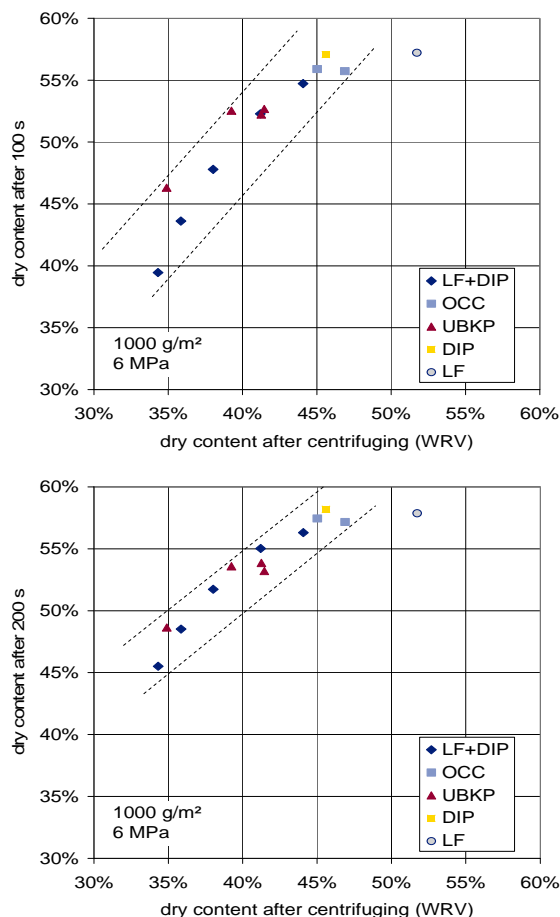 60%
55%
50%
45%
40%
35%
30%
dry content after 100 s
LF+DIP
OCC
UBKP
DIP
LF
1000 g/m²
6 MPa
30% 35% 40% 45% 50% 55% 60%
dry content after centrifuging (WRV)
60%
55%
50%
45%
40%
35%
30%
dry content after 200 s
LF+DIP
OCC
UBKP
DIP
LF
1000 g/m²
6 MPa
30% 35% 40% 45% 50% 55% 60%
dry content after centrifuging (WRV)